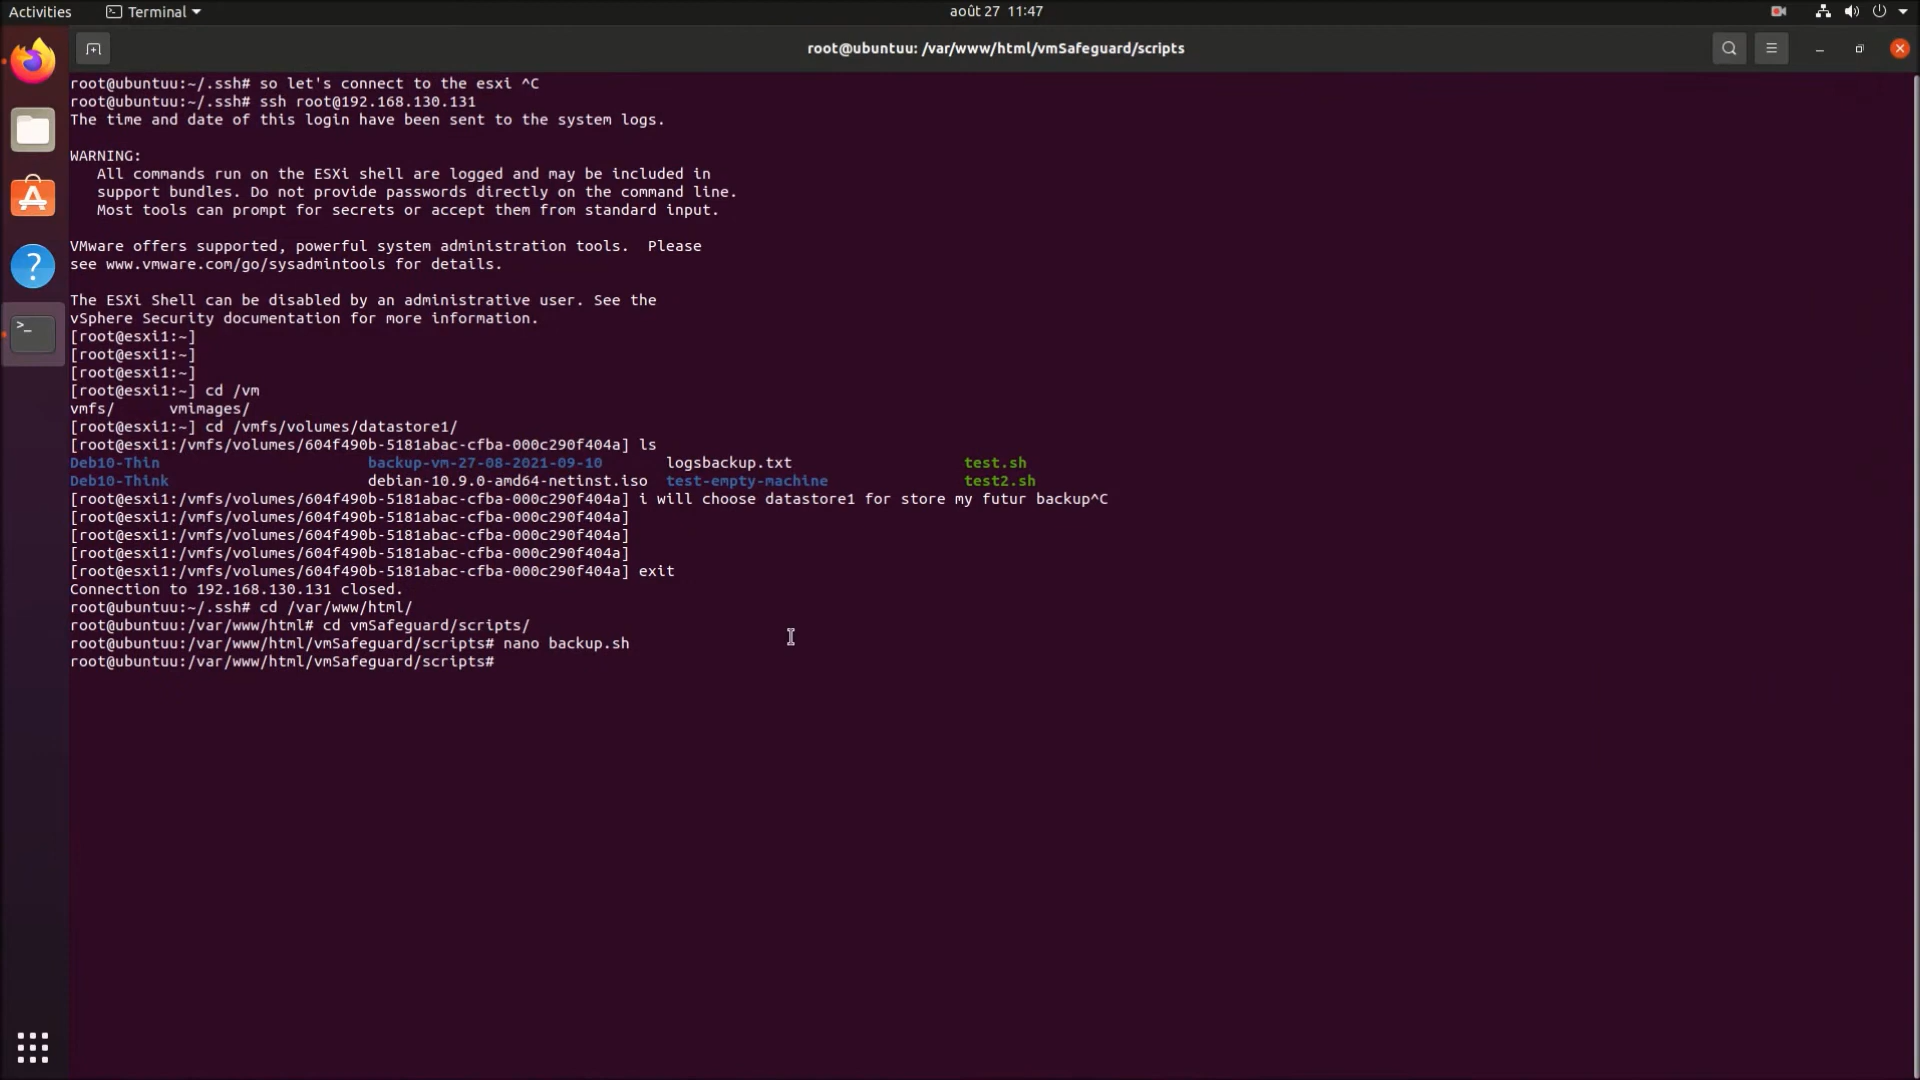 Activities
Terminal
août 27 11:47
root@ubuntuu: /var/www/html/vmSafeguard/scripts
root@ubuntuu:~/.ssh# so let's connect to the esxi ^C
root@ubuntuu:~/.ssh# ssh root@192.168.130.131
The time and date of this login have been sent to the system logs.
WARNING:
All commands run on the ESXi shell are logged and may be included in
support bundles. Do not provide passwords directly on the command line.
Most tools can prompt for secrets or accept them from standard input.
VMware offers supported, powerful system administration tools.  Please
see www.vmware.com/go/sysadmintools for details.
The ESXi Shell can be disabled by an administrative user. See the
vSphere Security documentation for more information.
[root@esxi1:~]
[root@esxi1:~]
[root@esxi1:~]
[root@esxi1:~] cd /vm
vmfs/      vmimages/
[root@esxi1:~] cd /vmfs/volumes/datastore1/
[root@esxi1:/vmfs/volumes/604f490b-5181abac-cfba-000c290f404a] ls
Deb10-Thin                       backup-vm-27-08-2021-09-10       logsbackup.txt                   test.sh
Deb10-Think                      debian-10.9.0-amd64-netinst.iso  test-empty-machine               test2.sh
[root@esxi1:/vmfs/volumes/604f490b-5181abac-cfba-000c290f404a] i will choose datastore1 for store my futur backup^C
[root@esxi1:/vmfs/volumes/604f490b-5181abac-cfba-000c290f404a]
[root@esxi1:/vmfs/volumes/604f490b-5181abac-cfba-000c290f404a]
[root@esxi1:/vmfs/volumes/604f490b-5181abac-cfba-000c290f404a]
[root@esxi1:/vmfs/volumes/604f490b-5181abac-cfba-000c290f404a] exit
Connection to 192.168.130.131 closed.
root@ubuntuu:~/.ssh# cd /var/www/html/
root@ubuntuu:/var/www/html# cd vmSafeguard/scripts/
root@ubuntuu:/var/www/html/vmSafeguard/scripts# nano backup.sh
root@ubuntuu:/var/www/html/vmSafeguard/scripts#